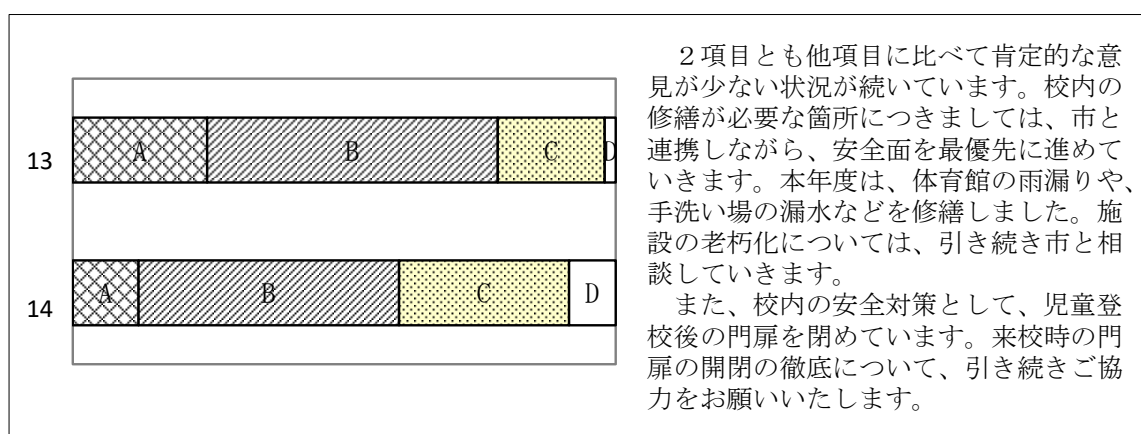 13
A B C D
14
A B C D
２項目とも他項目に比べて肯定的な意
見が少ない状況が続いています。校内の
修繕が必要な箇所につきましては、市と
連携しながら、安全面を最優先に進めて
いきます。本年度は、体育館の雨漏りや、
手洗い場の漏水などを修繕しました。施
設の老朽化については、引き続き市と相
談していきます。
また、校内の安全対策として、児童登
校後の門扉を閉めています。来校時の門
扉の開閉の徹底について、引き続きご協
力をお願いいたします。